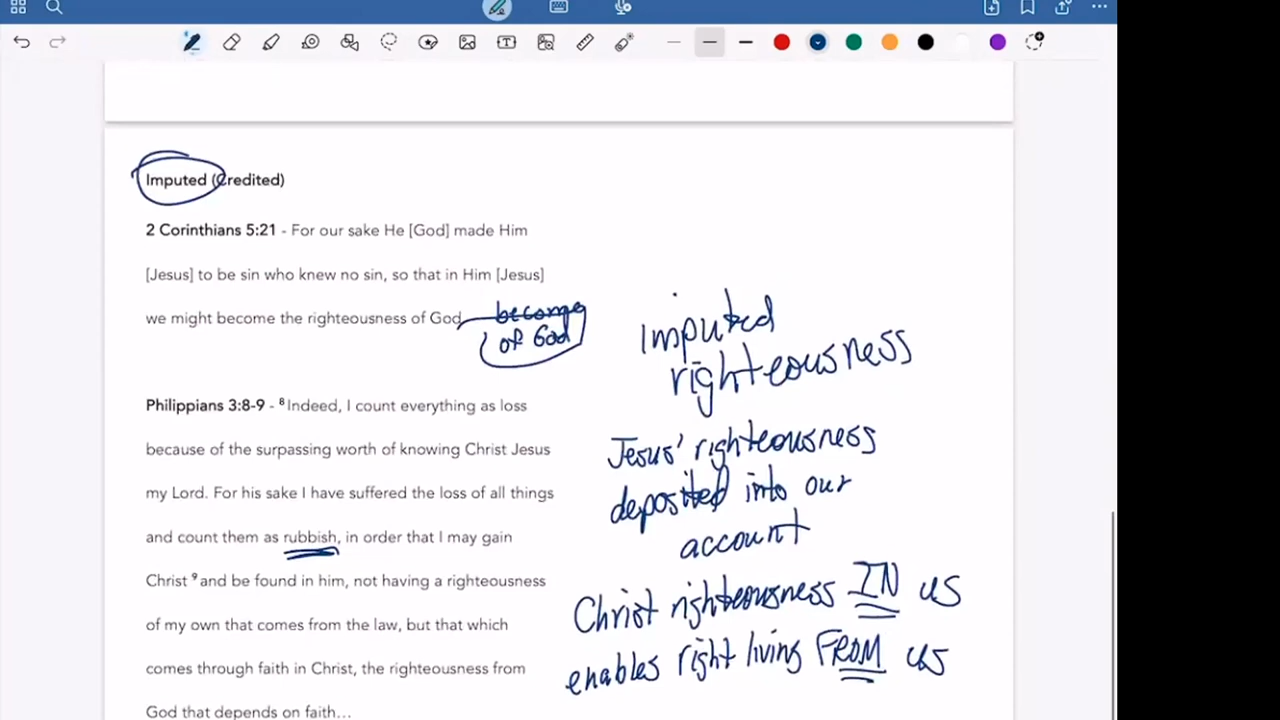 Imputed (Credited)
2 Corinthians 5:21 - For our sake He [God] made Him
[Jesus] to be sin who knew no sin, so that in Him [Jesus]
we might become the righteousness of God
become
of God
Imputed
righteousness
Philippians 3:8-9 - 8 Indeed, I count everything as loss
because of the surpassing worth of knowing Christ Jesus
my Lord. For his sake I have suffered the loss of all things
and count them as rubbish, in order that I may gain
Christ 9 and be found in him, not having a righteousness
of my own that comes from the law, but that which
comes through faith in Christ, the righteousness from
God that depends on faith...
Jesus' righteousness
deposited into our
account
Christ righteousness IN us
enables right living FROM us